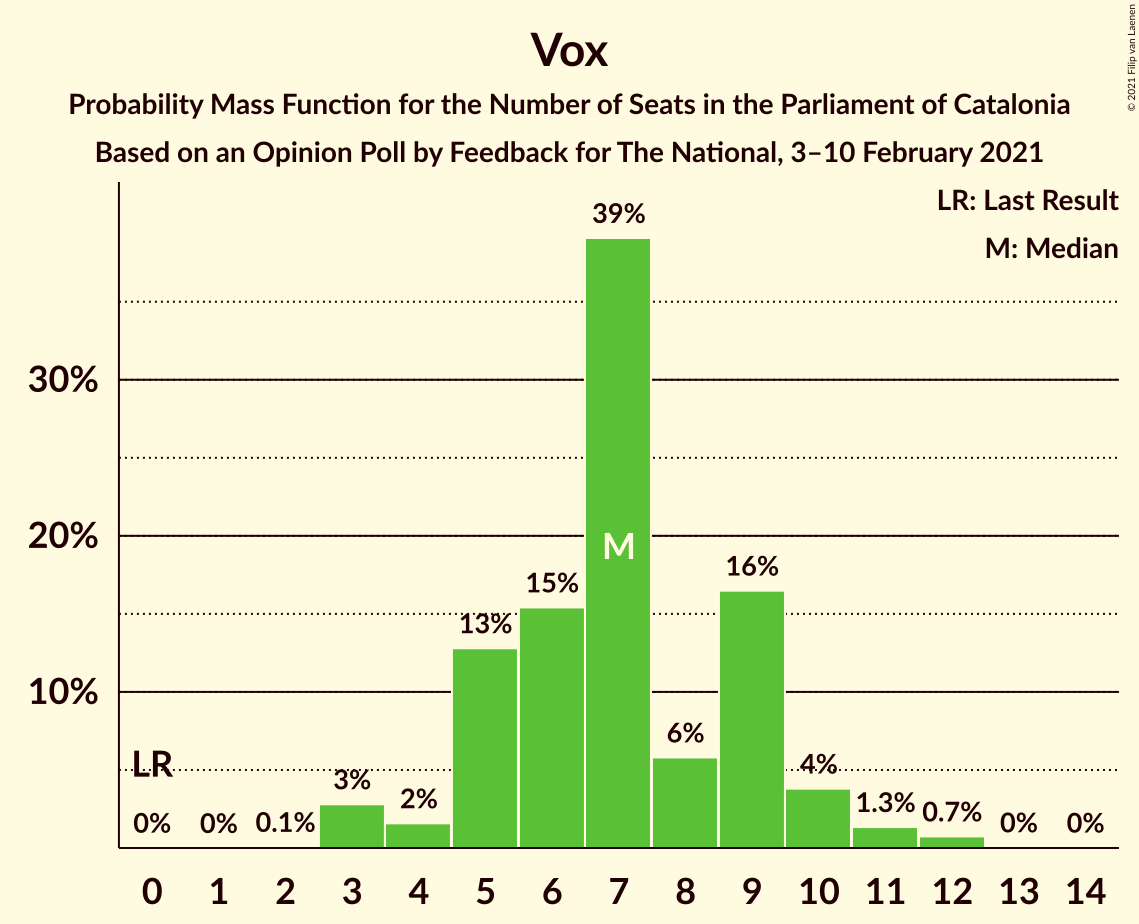 Vox
Probability Mass Function for the Number of Seats in the Parliament of Catalonia
Based on an Opinion Poll by Feedback for The National, 3–10 February 2021
© 2021 Filip van Laenen
LR: Last Result
M: Median
39%
30%
20%
M
16%
15%
13%
10%
6%
LR
4%
3%
2%
1.3%
0.7%
0%
0%
0.1%
0%
0%
0 1 2 3 4 5 6 7 8 9 10 11 12 13 14